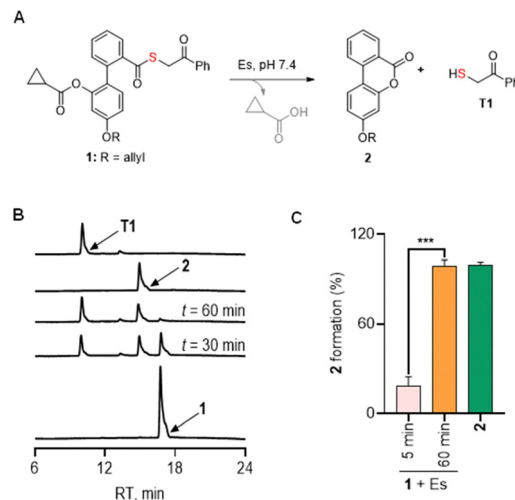 A
O
S
O
Ph
O
O
OR
1: R = allyl
Es, pH 7.4
O
OH
O
O
OR
2
+
HS
O
Ph
T1
B
T1
2
t = 60 min
t = 30 min
1
6 12 18 24
RT, min
C
2 formation (%)
120
60
0
***
5 min
60 min
2
1 + Es